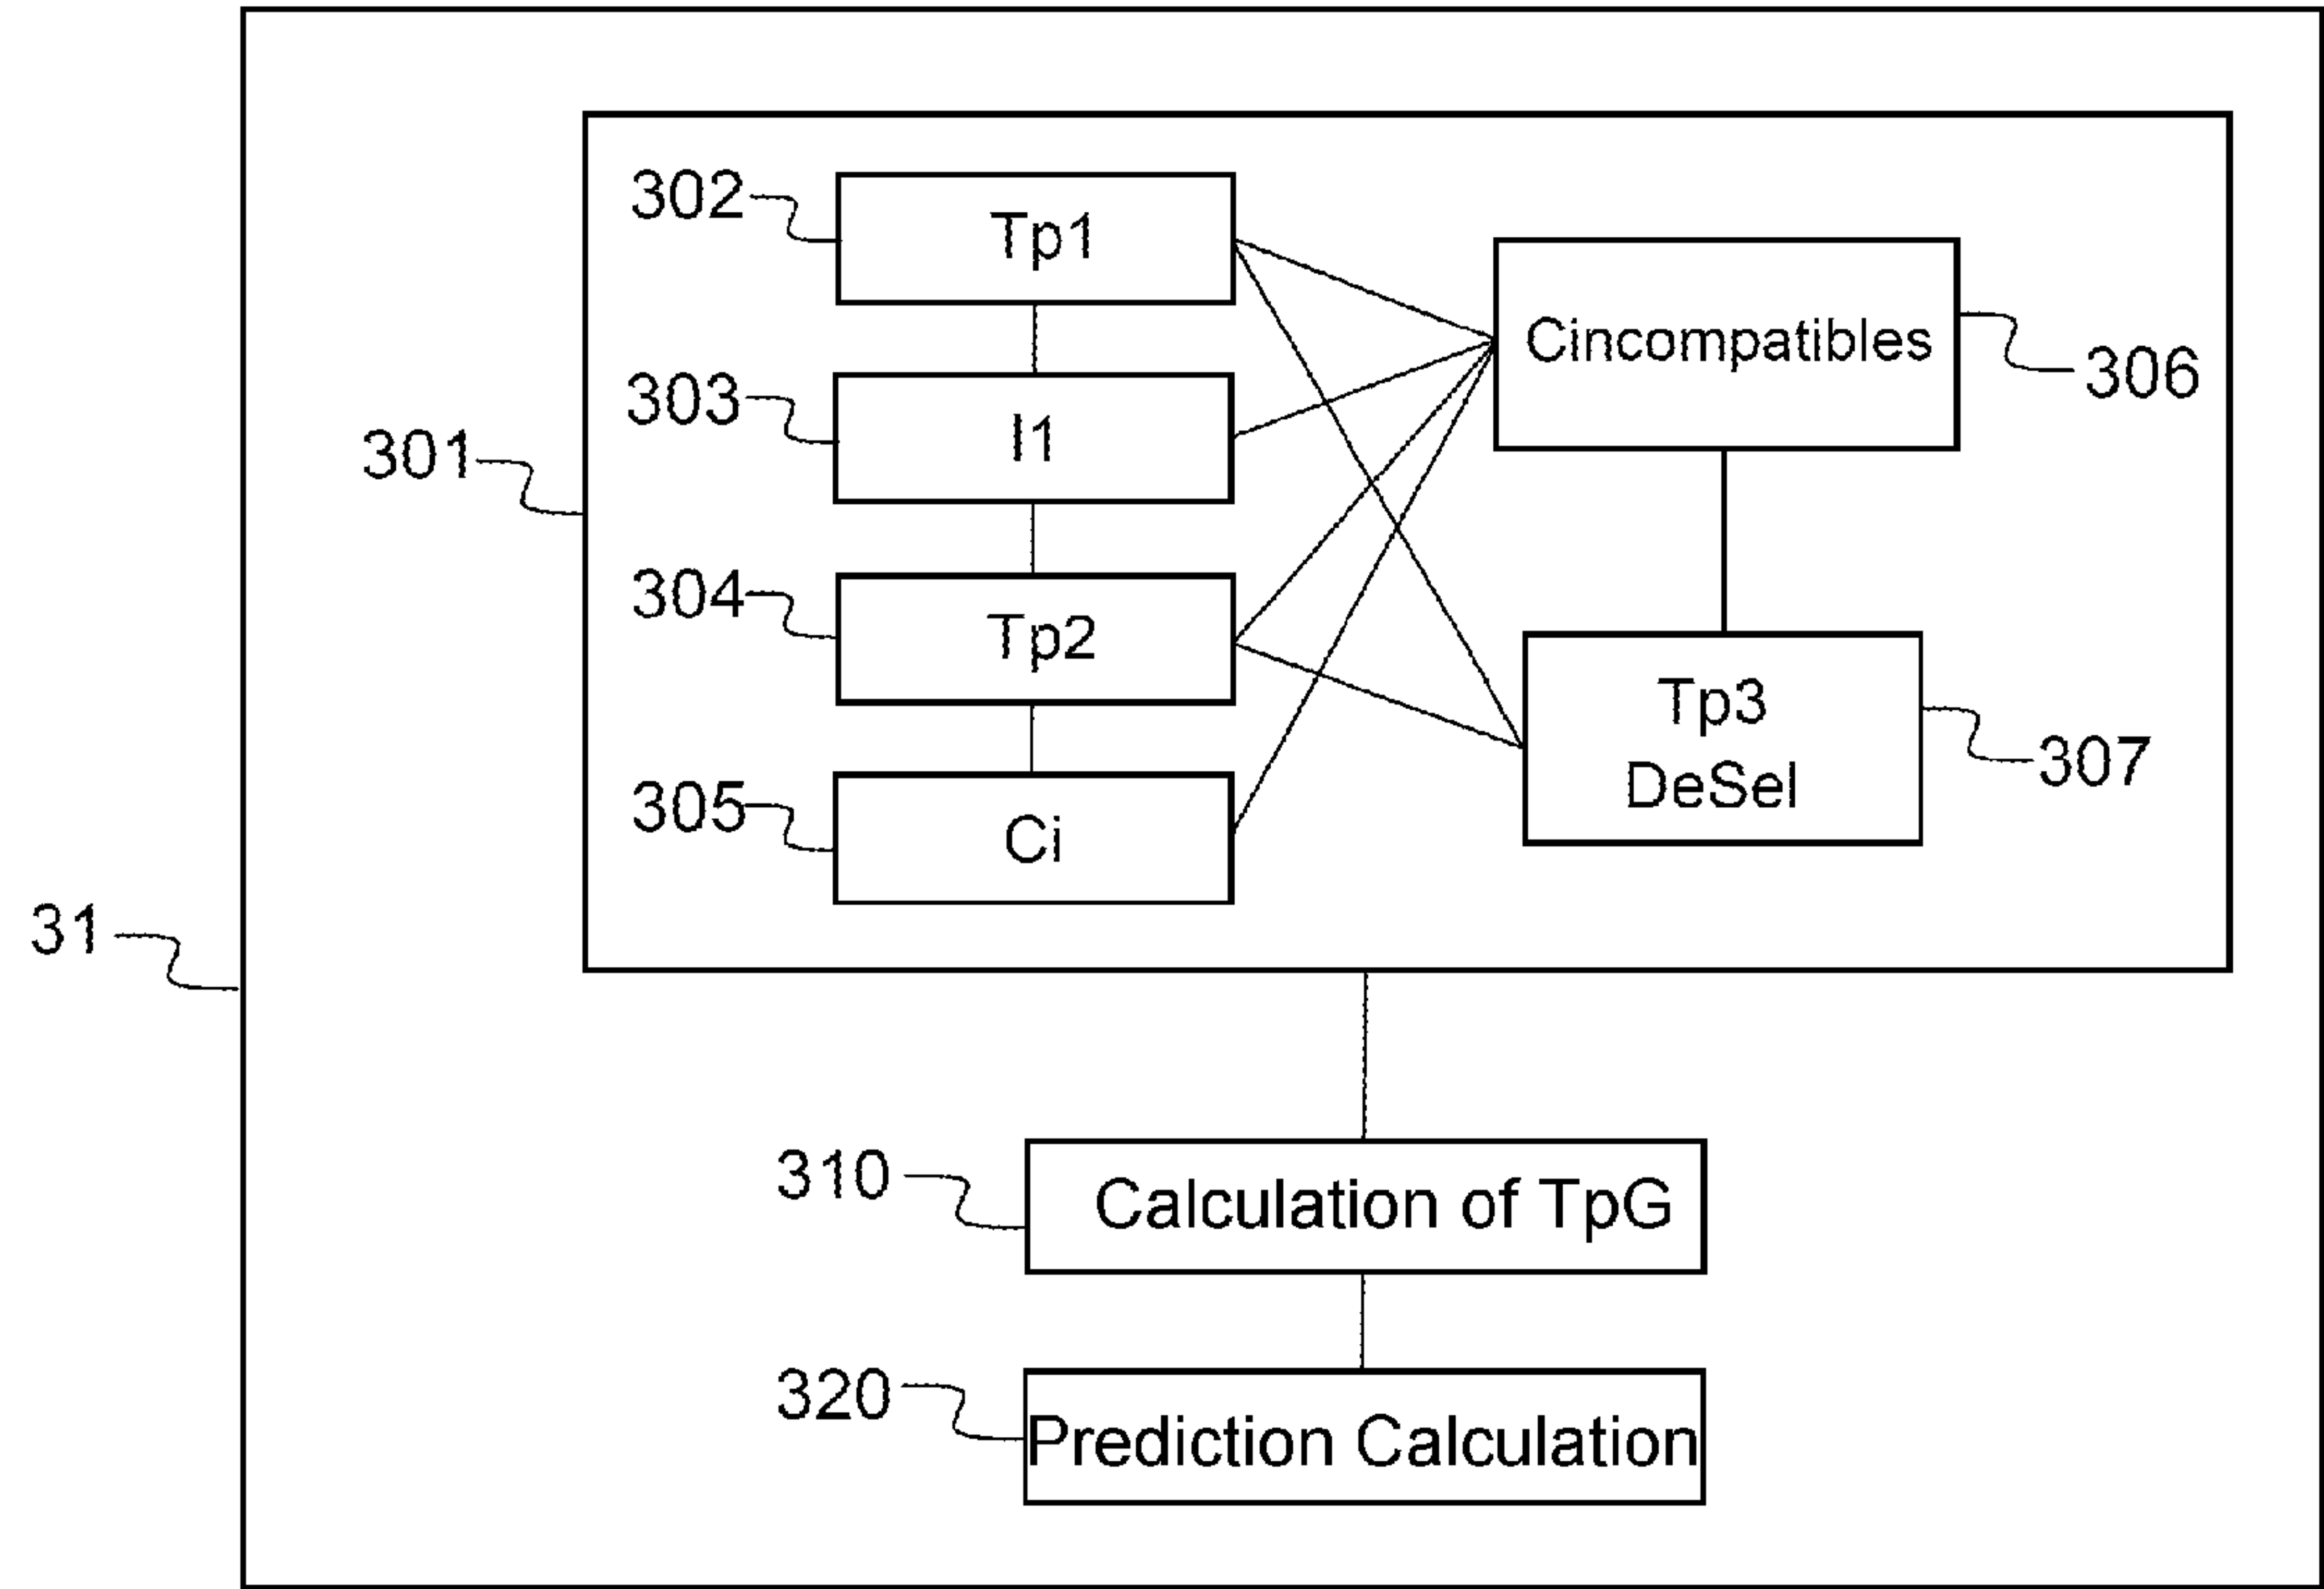 302
Tp1
303
I1
301
304
Tp2
305
Ci
Cincompatibles
306
Tp3
DeSel
307
31
310
Calculation of TpG
320
Prediction Calculation